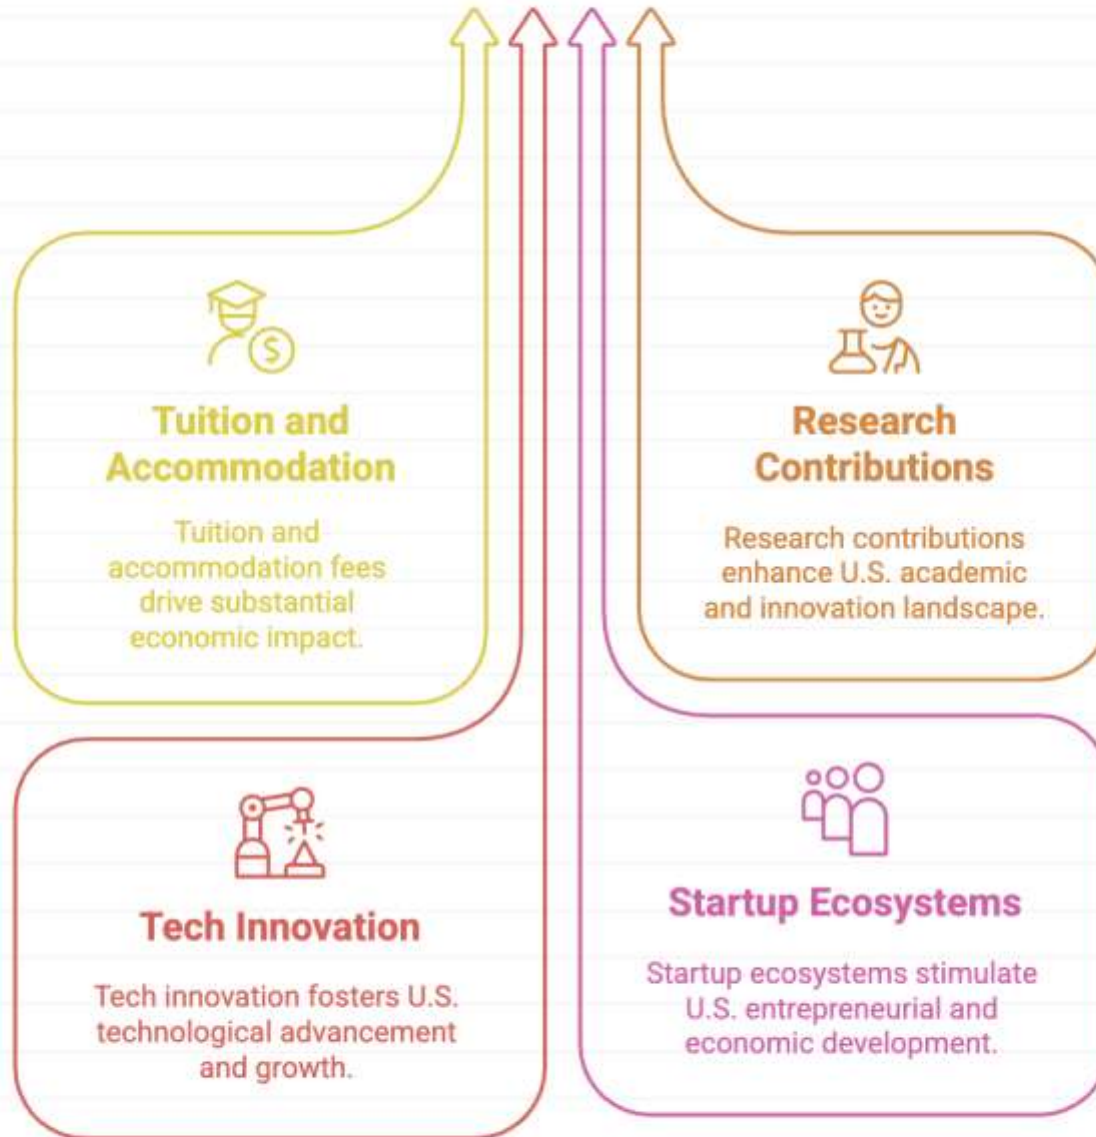 Tuition and
Accommodation
Tuition and
accommodation fees
drive substantial
economic impact.
Research
Contributions
Research contributions
enhance U.S. academic
and innovation landscape.
Tech Innovation
Tech innovation fosters U.S.
technological advancement
and growth.
Startup Ecosystems
Startup ecosystems stimulate
U.S. entrepreneurial and
economic development.